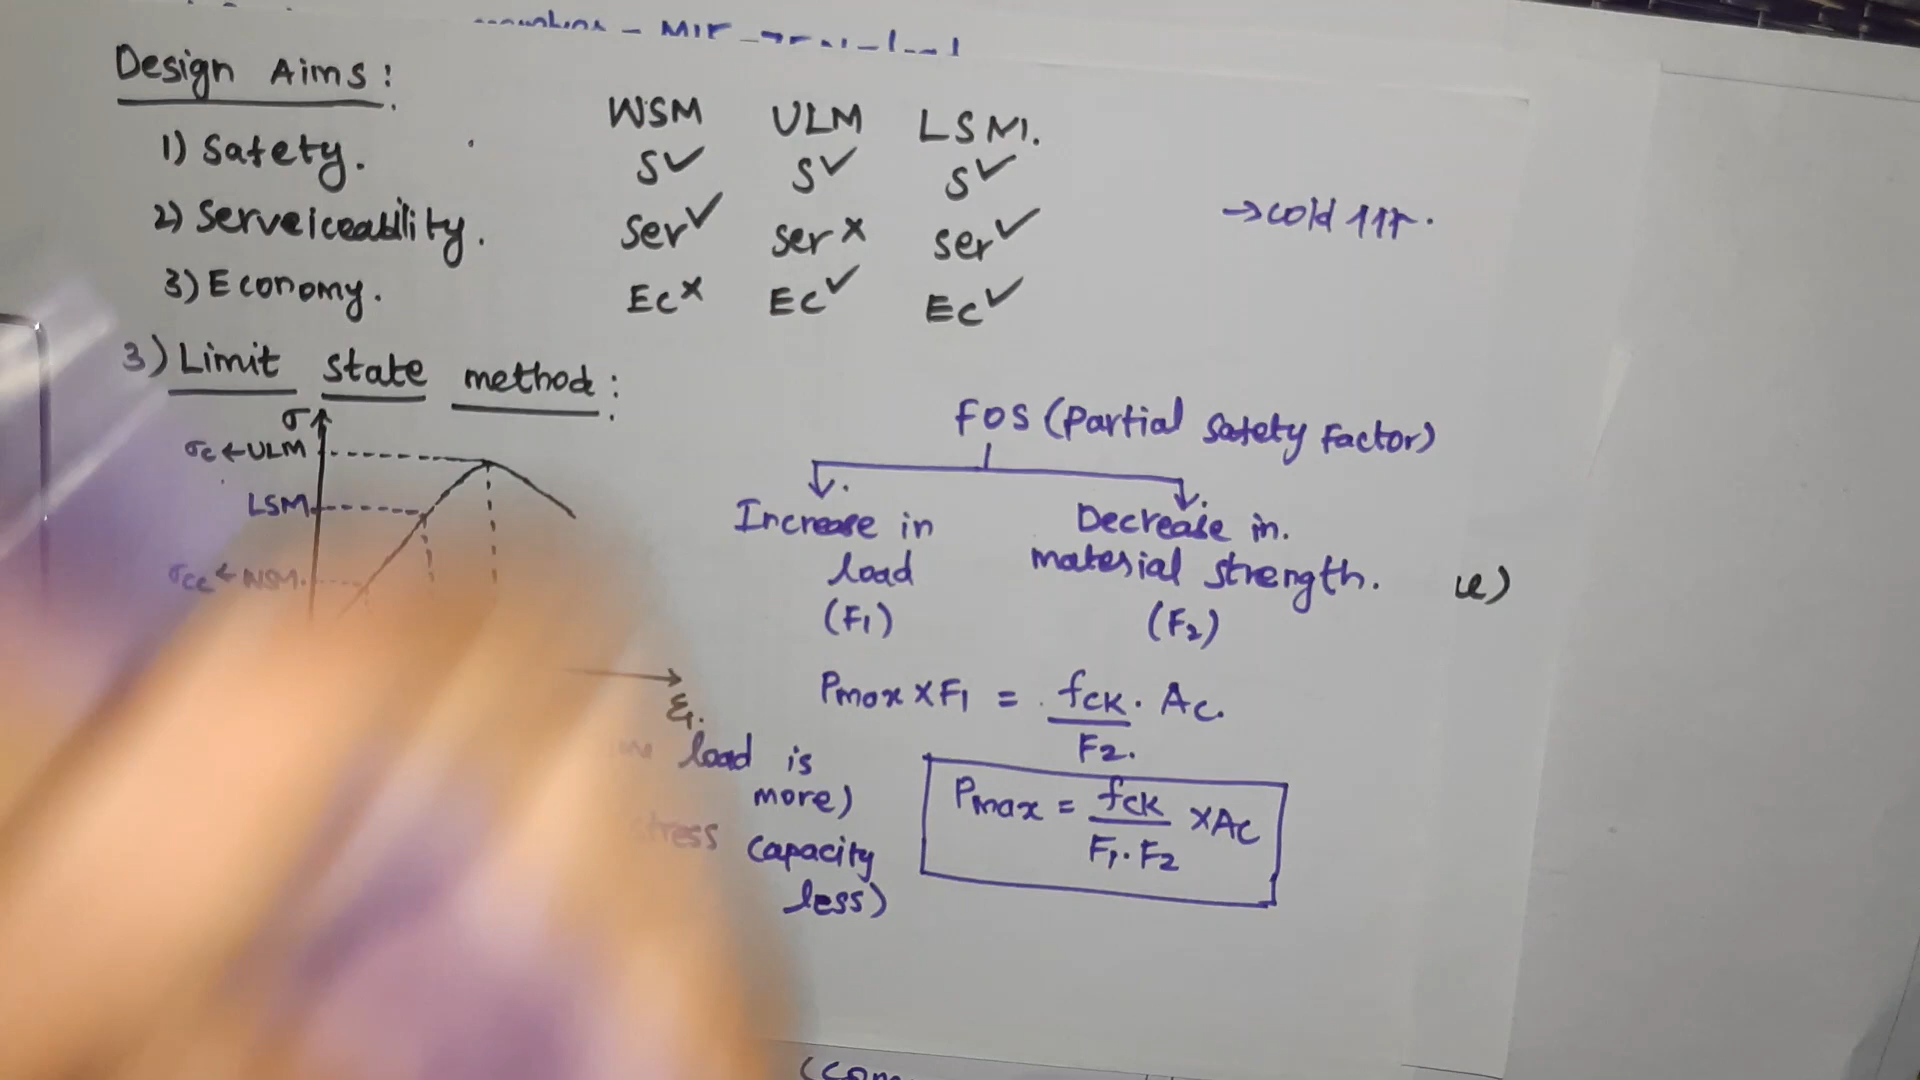 Design Aims:
1) Safety.
2) Serveiceability.
3) Economy.
WSM ULM LSM.
S✓ S✓ S✓
Ser✓ Ser× Ser✓
Ec× Ec✓ Ec✓
→cold
3) Limit state method:
σ
σc ← ULM
LSM
σcc ← WSM.
ε.
load is
more)
stress capacity
less)
FOS (Partial Safety Factor)
Increase in
load
(F1)
Decrease in.
material strength.
(F2)
Pmax × F1 = fck . Ac.
F2.
Pmax = fck × Ac
F1. F2